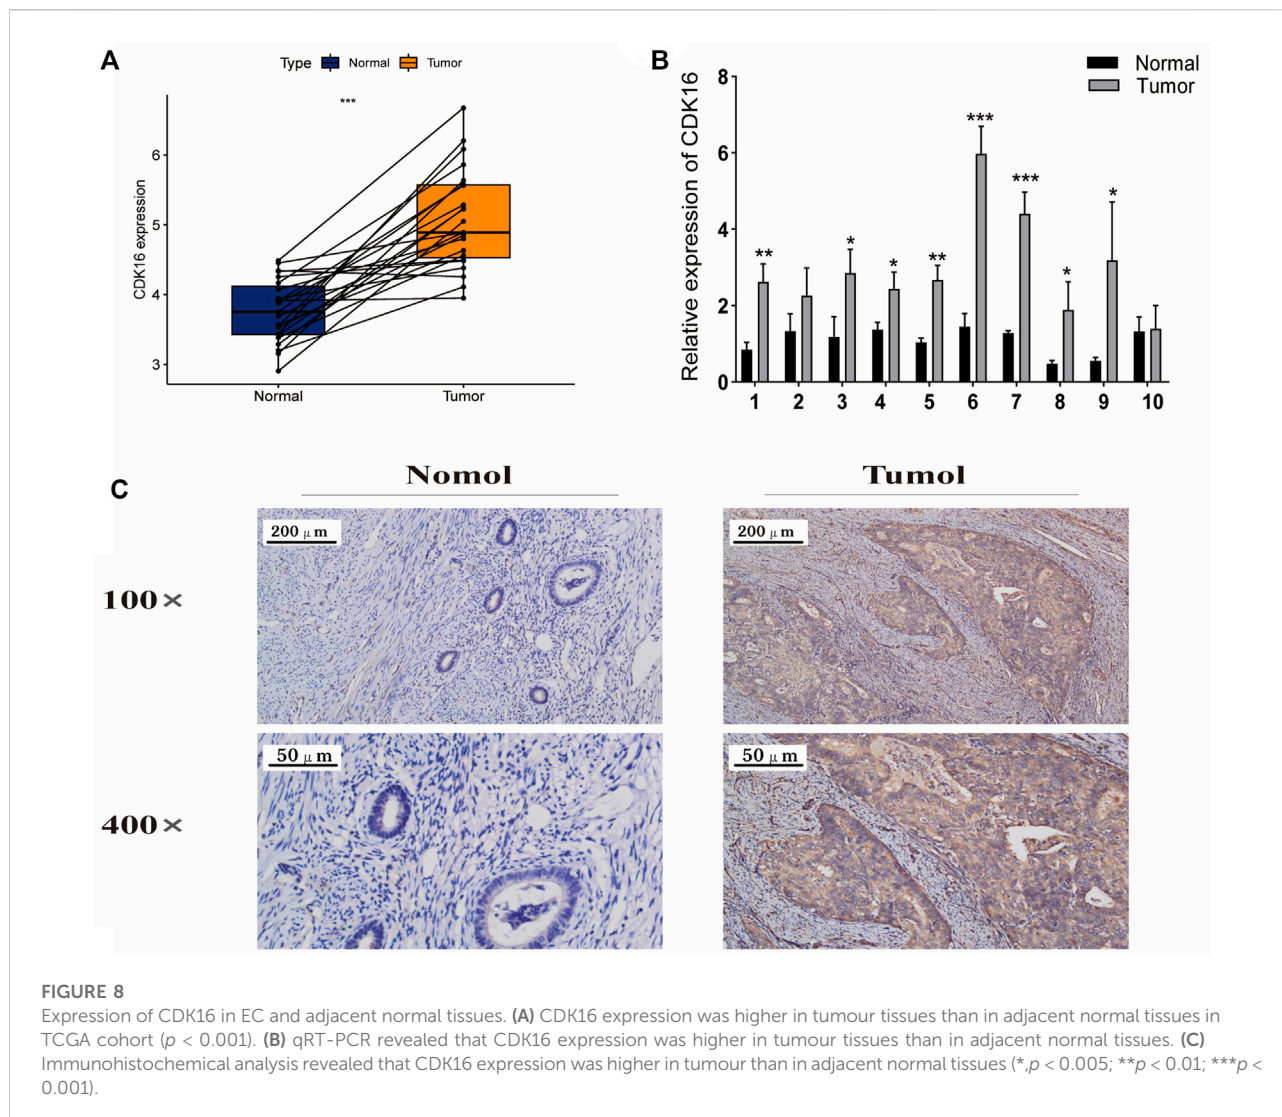 A
Type Normal Tumor
***
CDK16 expression
6
5
4
3
Normal Tumor
B
Normal
Tumor
Relative expression of CDK16
8
6
4
2
0
** * * ** *** *** * *
1 2 3 4 5 6 7 8 9 10
C
Nomol Tumol
100×
200 μm 200 μm
400×
50 μm 50 μm
FIGURE 8
Expression of CDK16 in EC and adjacent normal tissues. (A) CDK16 expression was higher in tumour tissues than in adjacent normal tissues in
TCGA cohort (p < 0.001). (B) qRT-PCR revealed that CDK16 expression was higher in tumour tissues than in adjacent normal tissues. (C)
Immunohistochemical analysis revealed that CDK16 expression was higher in tumour than in adjacent normal tissues (*,p < 0.005; **p < 0.01; ***p <
0.001).